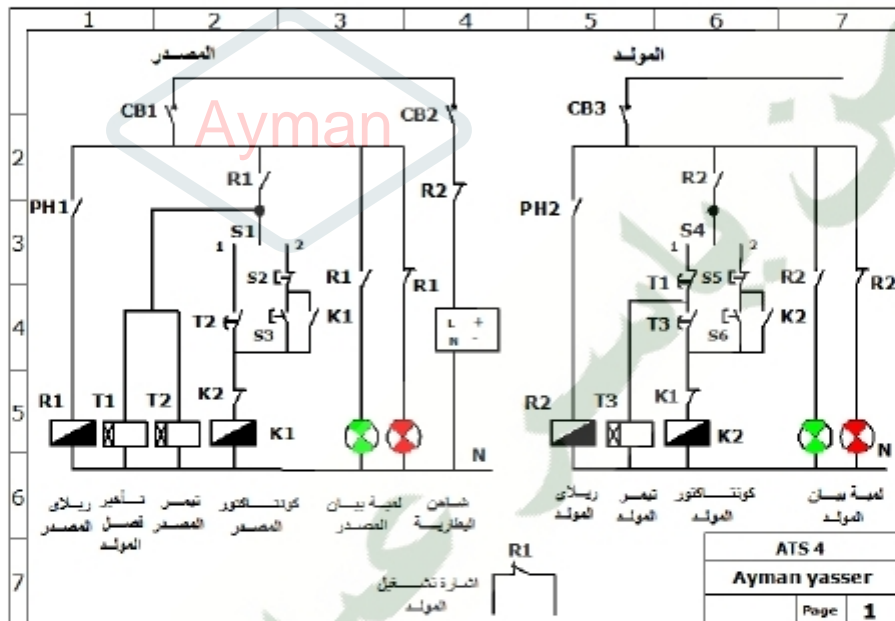 1 2 3 4 5 6 7
المصدر المولد
CB1 CB2 CB3
Ayman
2
R1 R2 R2
PH1 PH2
S1 S4
3
1 2 1 2
S2 R1 R1 T1 S5 R2 R2
4
T2 S3 K1 L + T3 S6 K2
N -
K2 K1
5
R1 T1 T2 K1 R2 T3 K2
N N
6
ريلاي المصدر
تأخير فصل المولد
تيمر المصدر
كونتاكتور المصدر
لمبة بيان المصدر
شاحن البطارية
ريلاي المولد
تيمر المولد
كونتاكتور المولد
لمبة بيان المولد
7
R1
اشارة تشغيل المولد
ATS 4
Ayman yasser
Page 1